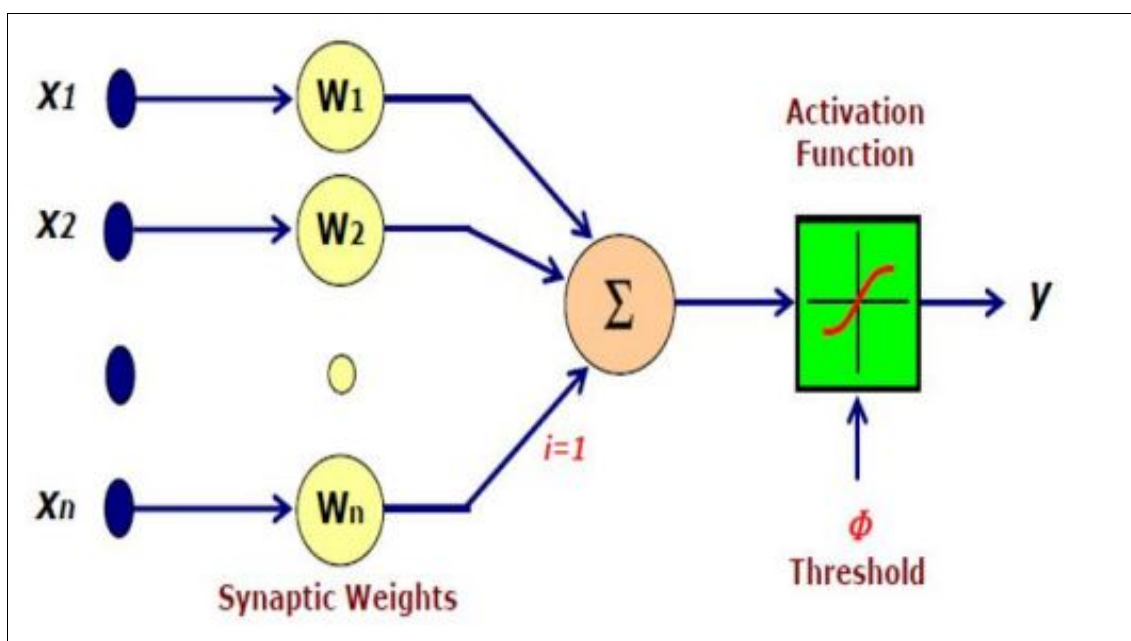 X1
W1
Activation
Function
X2
W2
Σ
y
i=1
Xn
Wn
Φ
Threshold
Synaptic Weights